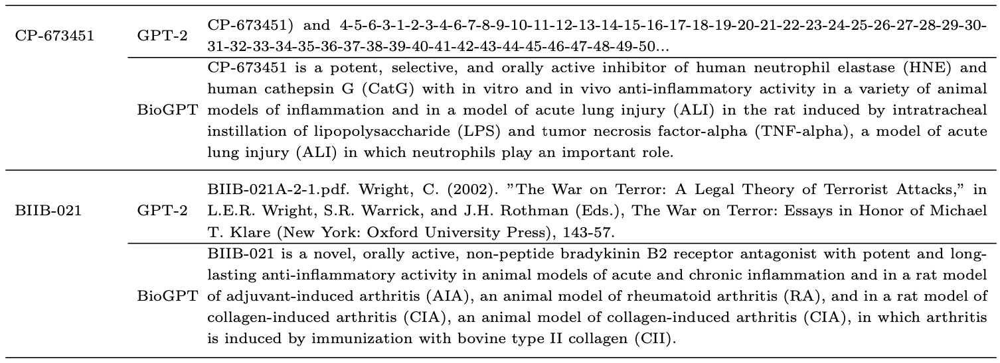 CP-673451 GPT-2 CP-673451) and 4-5-6-3-1-2-3-4-6-7-8-9-10-11-12-13-14-15-16-17-18-19-20-21-22-23-24-25-26-27-28-29-30-
31-32-33-34-35-36-37-38-39-40-41-42-43-44-45-46-47-48-49-50...
BioGPT CP-673451 is a potent, selective, and orally active inhibitor of human neutrophil elastase (HNE) and
human cathepsin G (CatG) with in vitro and in vivo anti-inflammatory activity in a variety of animal
models of inflammation and in a model of acute lung injury (ALI) in the rat induced by intratracheal
instillation of lipopolysaccharide (LPS) and tumor necrosis factor-alpha (TNF-alpha), a model of acute
lung injury (ALI) in which neutrophils play an important role.
BIIB-021 GPT-2 BIIB-021A-2-1.pdf. Wright, C. (2002). ”The War on Terror: A Legal Theory of Terrorist Attacks,” in
L.E.R. Wright, S.R. Warrick, and J.H. Rothman (Eds.), The War on Terror: Essays in Honor of Michael
T. Klare (New York: Oxford University Press), 143-57.
BioGPT BIIB-021 is a novel, orally active, non-peptide bradykinin B2 receptor antagonist with potent and long-
lasting anti-inflammatory activity in animal models of acute and chronic inflammation and in a rat model
of adjuvant-induced arthritis (AIA), an animal model of rheumatoid arthritis (RA), and in a rat model of
collagen-induced arthritis (CIA), an animal model of collagen-induced arthritis (CIA), in which arthritis
is induced by immunization with bovine type II collagen (CII).